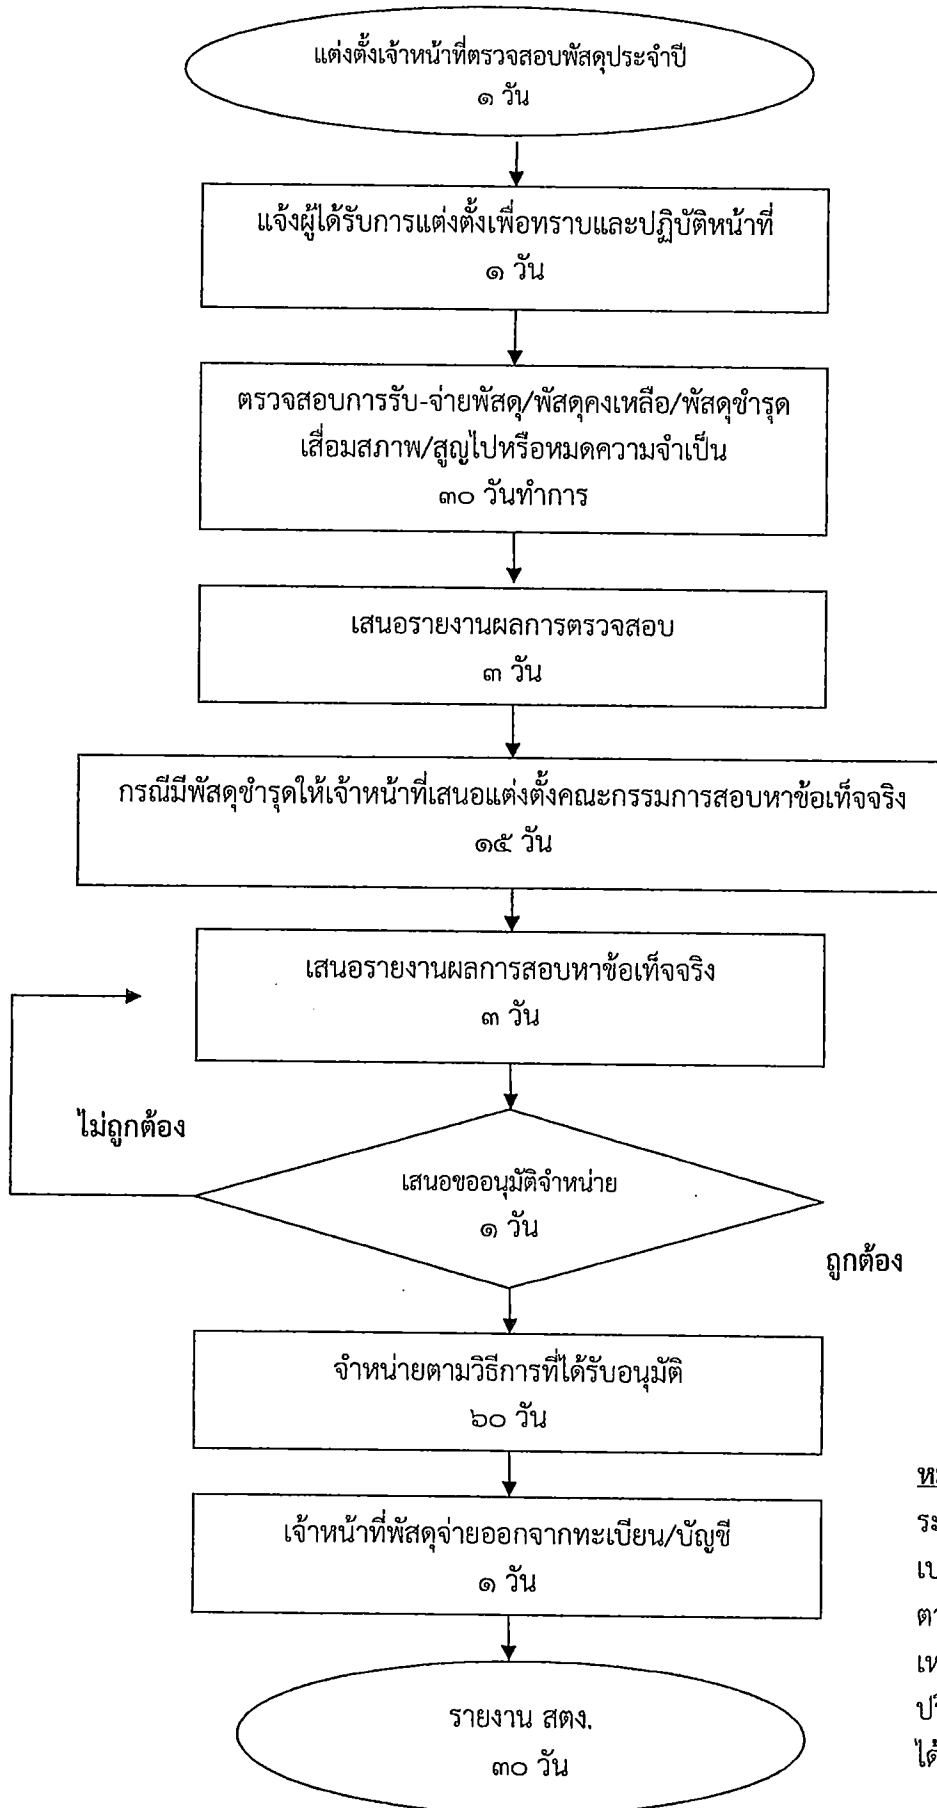 แต่งตั้งเจ้าหน้าที่ตรวจสอบพัสดุประจำปี
๑ วัน
แจ้งผู้ได้รับการแต่งตั้งเพื่อทราบและปฏิบัติหน้าที่
๑ วัน
ตรวจสอบการรับ-จ่ายพัสดุ/พัสดุคงเหลือ/พัสดุชำรุด
เสื่อมสภาพ/สูญไปหรือหมดความจำเป็น
๓๐ วันทำการ
เสนอรายงานผลการตรวจสอบ
๓ วัน
กรณีมีพัสดุชำรุดให้เจ้าหน้าที่เสนอแต่งตั้งคณะกรรมการสอบหาข้อเท็จจริง
๑๕ วัน
เสนอรายงานผลการสอบหาข้อเท็จจริง
๓ วัน
ไม่ถูกต้อง
เสนอขออนุมัติจำหน่าย
๑ วัน
ถูกต้อง
จำหน่ายตามวิธีการที่ได้รับอนุมัติ
๖๐ วัน
เจ้าหน้าที่พัสดุจ่ายออกจากทะเบียน/บัญชี
๑ วัน
รายงาน สตง.
๓๐ วัน